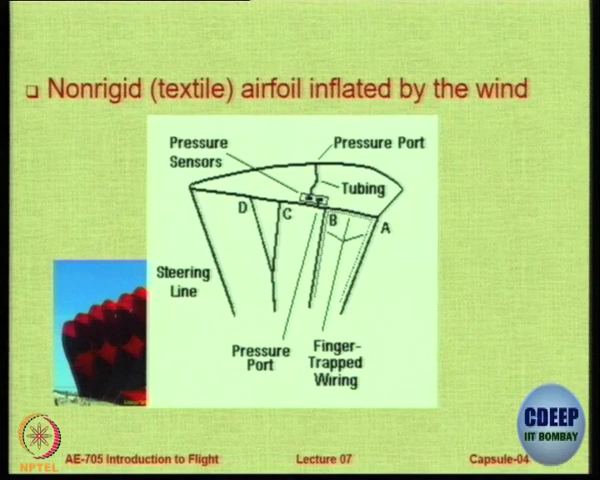 Nonrigid (textile) airfoil inflated by the wind
Pressure
Sensors
Pressure Port
Tubing
D
C
B
A
Steering
Line
Pressure
Port
Finger-
Trapped
Wiring
CDEEP
IIT BOMBAY
NPTEL
AE-705 Introduction to Flight
Lecture 07
Capsule-04